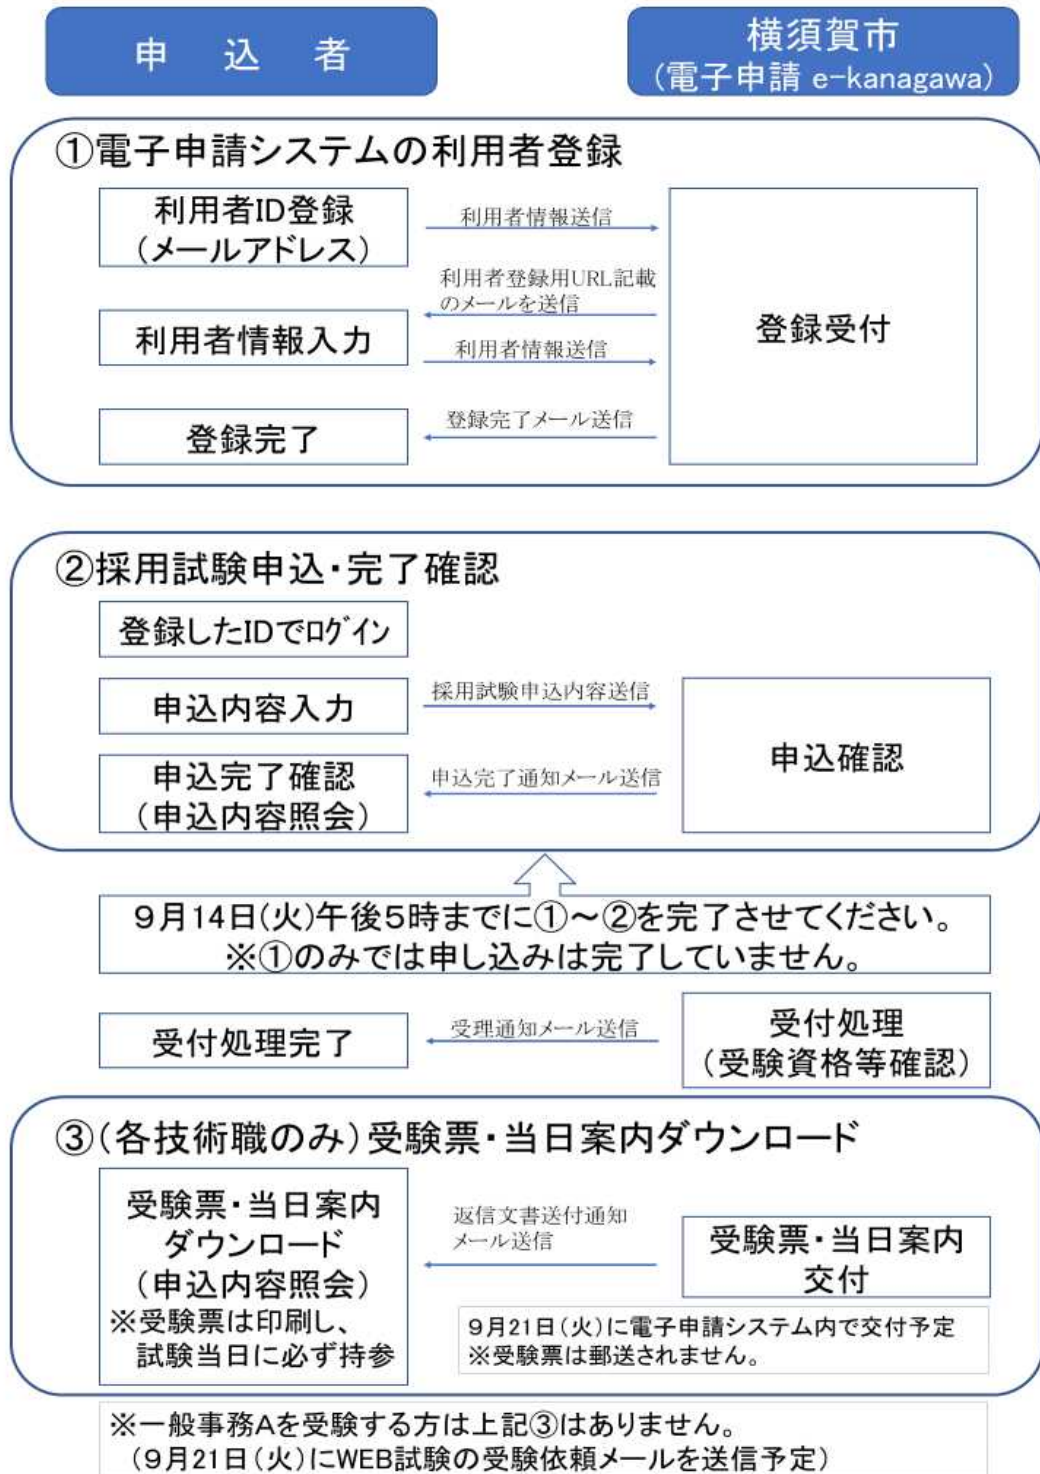 申　込　者
横須賀市
(電子申請 e-kanagawa)
①電子申請システムの利用者登録
利用者ID登録
(メールアドレス)
利用者情報送信
利用者登録用URL記載
のメールを送信
利用者情報入力
利用者情報送信
登録受付
登録完了
登録完了メール送信
②採用試験申込・完了確認
登録したIDでログイン
申込内容入力
採用試験申込内容送信
申込確認
申込完了確認
(申込内容照会)
申込完了通知メール送信
9月14日(火)午後5時までに①～②を完了させてください。
※①のみでは申し込みは完了していません。
受付処理完了
受理通知メール送信
受付処理
(受験資格等確認)
③(各技術職のみ)受験票・当日案内ダウンロード
受験票・当日案内
ダウンロード
(申込内容照会)
※受験票は印刷し、
試験当日に必ず持参
返信文書送付通知
メール送信
受験票・当日案内
交付
9月21日(火)に電子申請システム内で交付予定
※受験票は郵送されません。
※一般事務Aを受験する方は上記③はありません。
(9月21日(火)にWEB試験の受験依頼メールを送信予定)